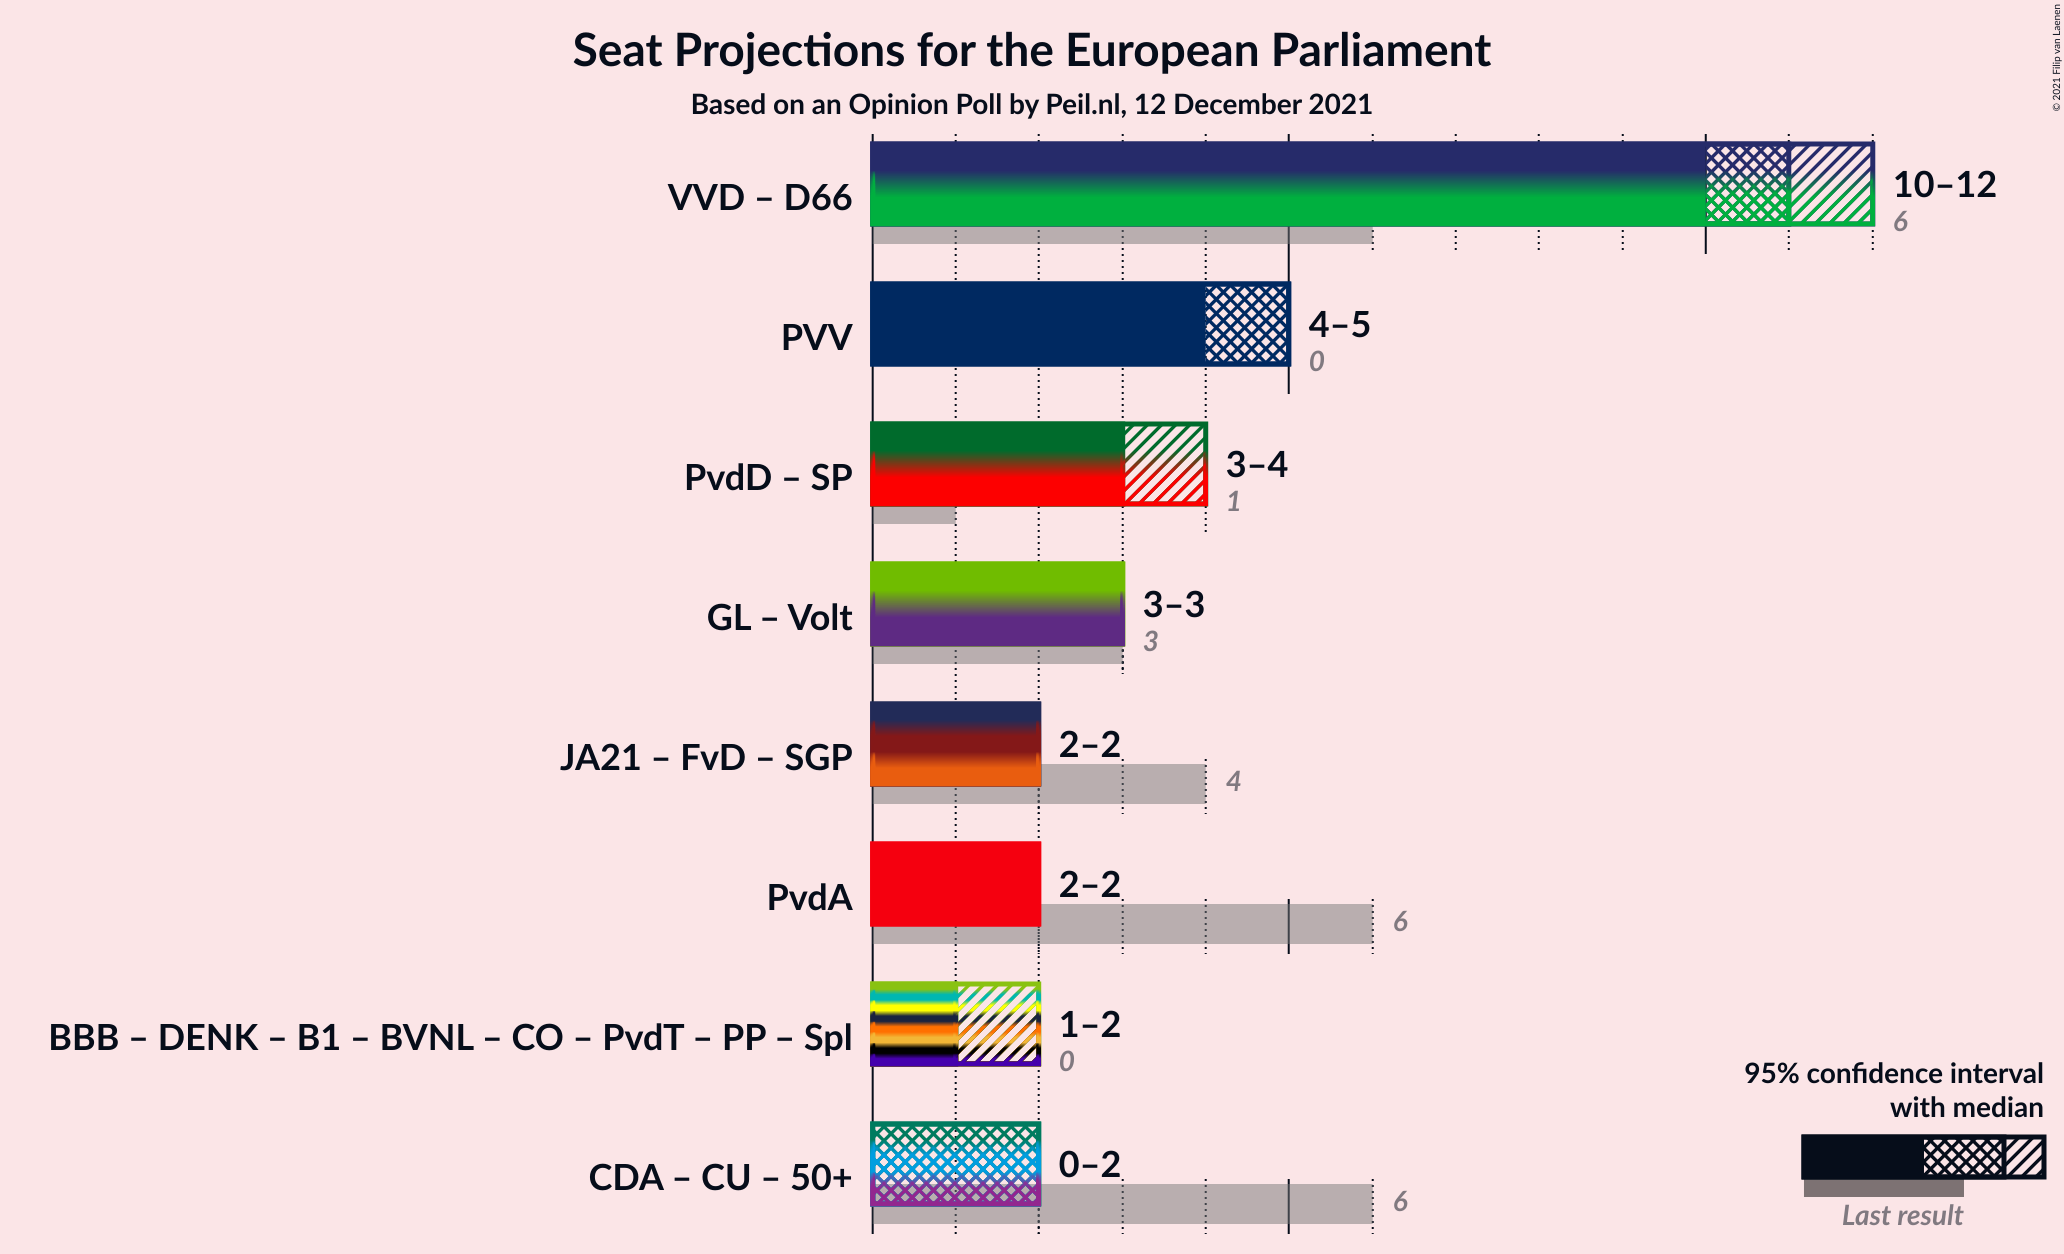 Seat Projections for the European Parliament
Based on an Opinion Poll by Peil.nl, 12 December 2021
© 2021 Filip van Laenen
VVD – D66
10–12
6
PVV
4–5
0
PvdD – SP
3–4
1
GL – Volt
3–3
3
JA21 – FvD – SGP
2–2
4
PvdA
2–2
6
BBB – DENK – B1 – BVNL – CO – PvdT – PP – Spl
1–2
0
CDA – CU – 50+
0–2
6
95% confidence interval
with median
Last result